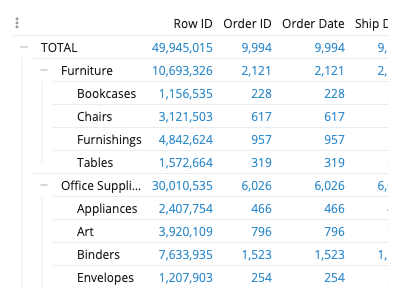 Row ID Order ID Order Date Ship D
TOTAL 49,945,015 9,994 9,994 9,
Furniture 10,693,326 2,121 2,121 2,
Bookcases 1,156,535 228 228
Chairs 3,121,503 617 617
Furnishings 4,842,624 957 957
Tables 1,572,664 319 319
Office Suppli... 30,010,535 6,026 6,026 6,
Appliances 2,407,754 466 466
Art 3,920,109 796 796
Binders 7,633,935 1,523 1,523 1,
Envelopes 1,207,903 254 254